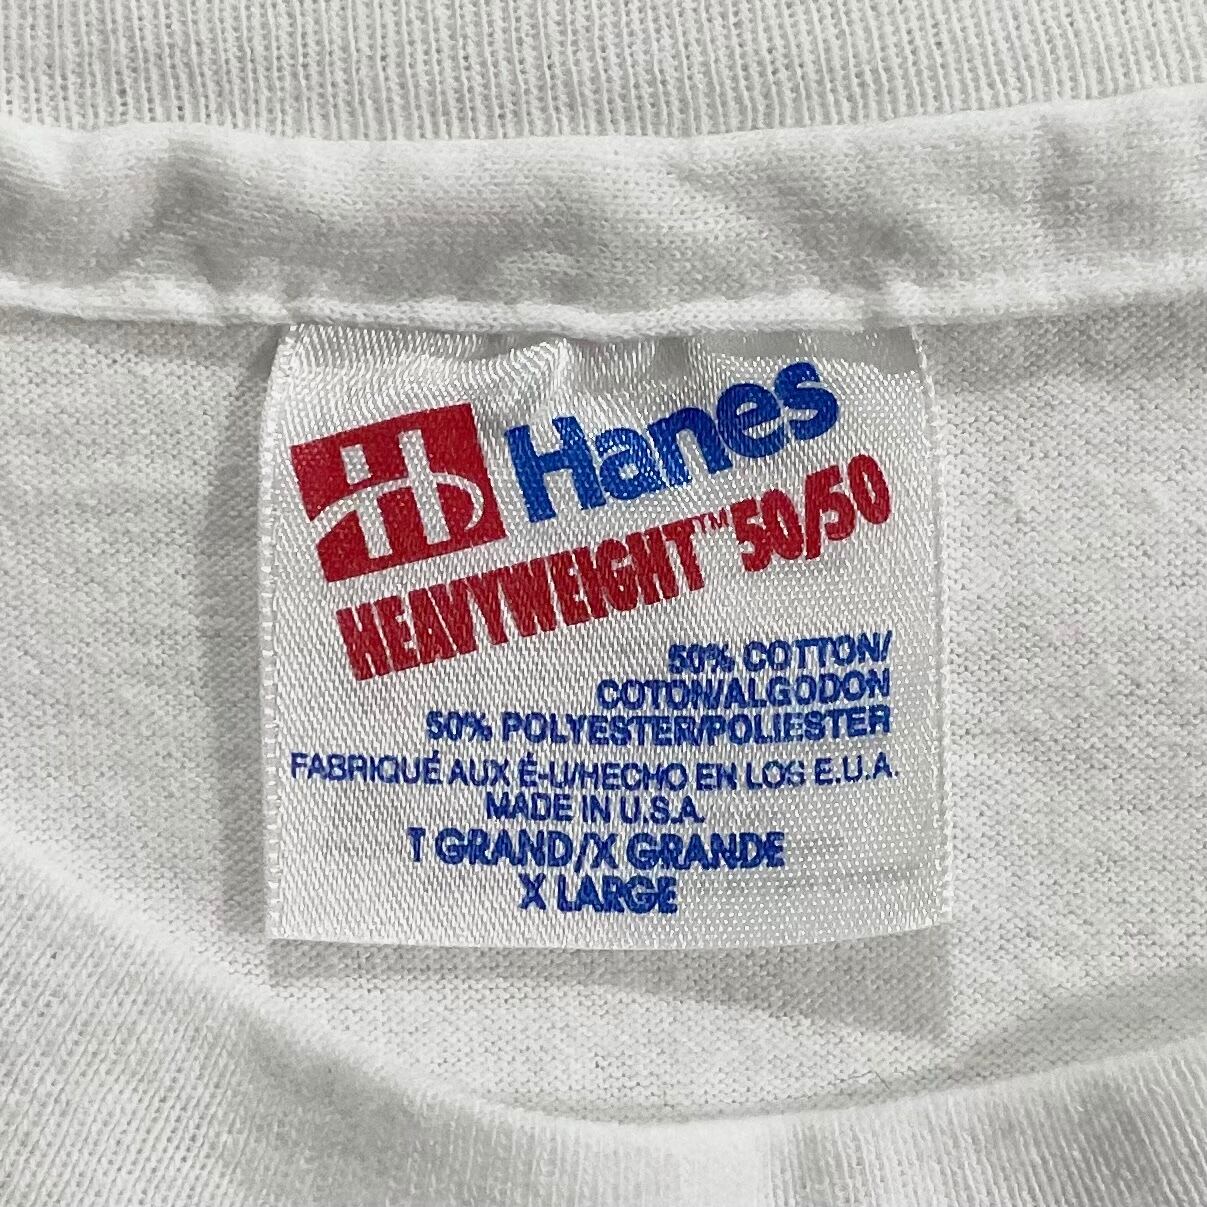 Hanes
HEAVYWEIGHT™ 50/50
50% COTTON/
COTON/ALGODON
50% POLYESTER/POLIESTER
FABRIQUÉ AUX É-U/HECHO EN LOS E.U.A.
MADE IN U.S.A.
T GRAND/X GRANDE
X LARGE